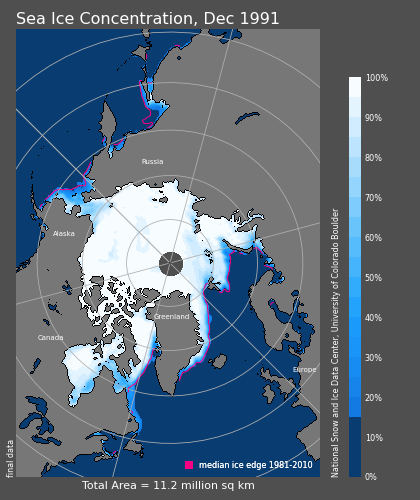 Sea Ice Concentration, Dec 1991
Russia
Alaska
Greenland
Canada
Europe
median ice edge 1981-2010
Total Area = 11.2 million sq km
final data
National Snow and Ice Data Center, University of Colorado Boulder
100%
90%
80%
70%
60%
50%
40%
30%
20%
10%
0%